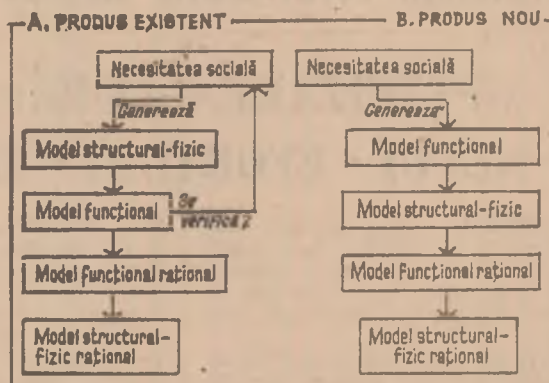 A. PRODUS EXISTENT
Necesitatea socială
Generează
Model structural-fizic
Model funcțional
Se
verifică
Model funcțional rațional
Model structural-
fizic rațional
B. PRODUS NOU
Necesitatea socială
Generează
Model funcțional
Model structural-fizic
Model funcțional rațional
Model structural-
fizic rațional